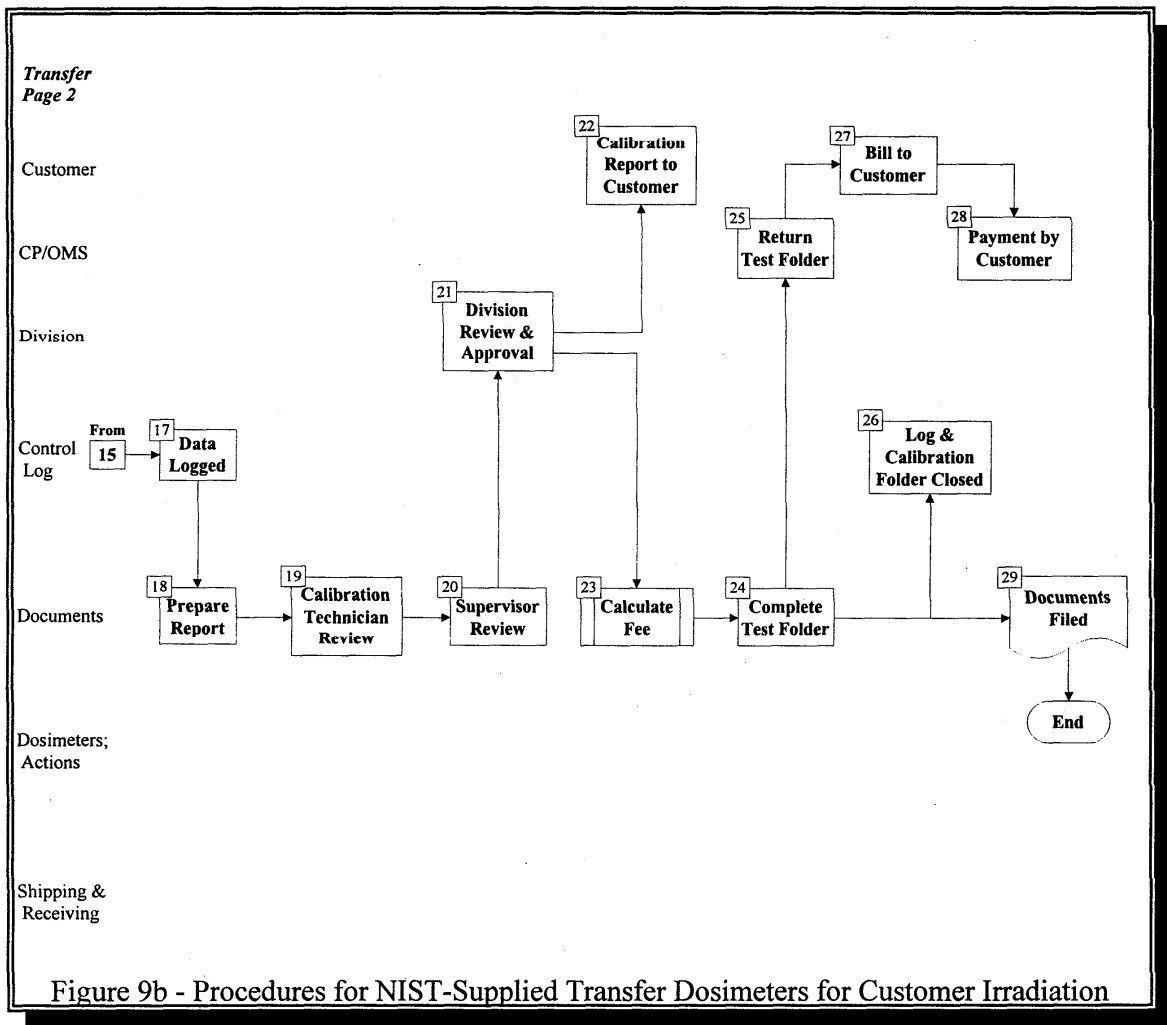 Transfer
Page 2
Customer
22
Calibration
Report to
Customer
27
Bill to
Customer
CP/OMS
25
Return
Test Folder
28
Payment by
Customer
Division
21
Division
Review &
Approval
Control
Log
From
15
17
Data
Logged
26
Log &
Calibration
Folder Closed
Documents
18
Prepare
Report
19
Calibration
Technician
Review
20
Supervisor
Review
23
Calculate
Fee
24
Complete
Test Folder
29
Documents
Filed
End
Dosimeters;
Actions
Shipping &
Receiving
Figure 9b - Procedures for NIST-Supplied Transfer Dosimeters for Customer Irradiation